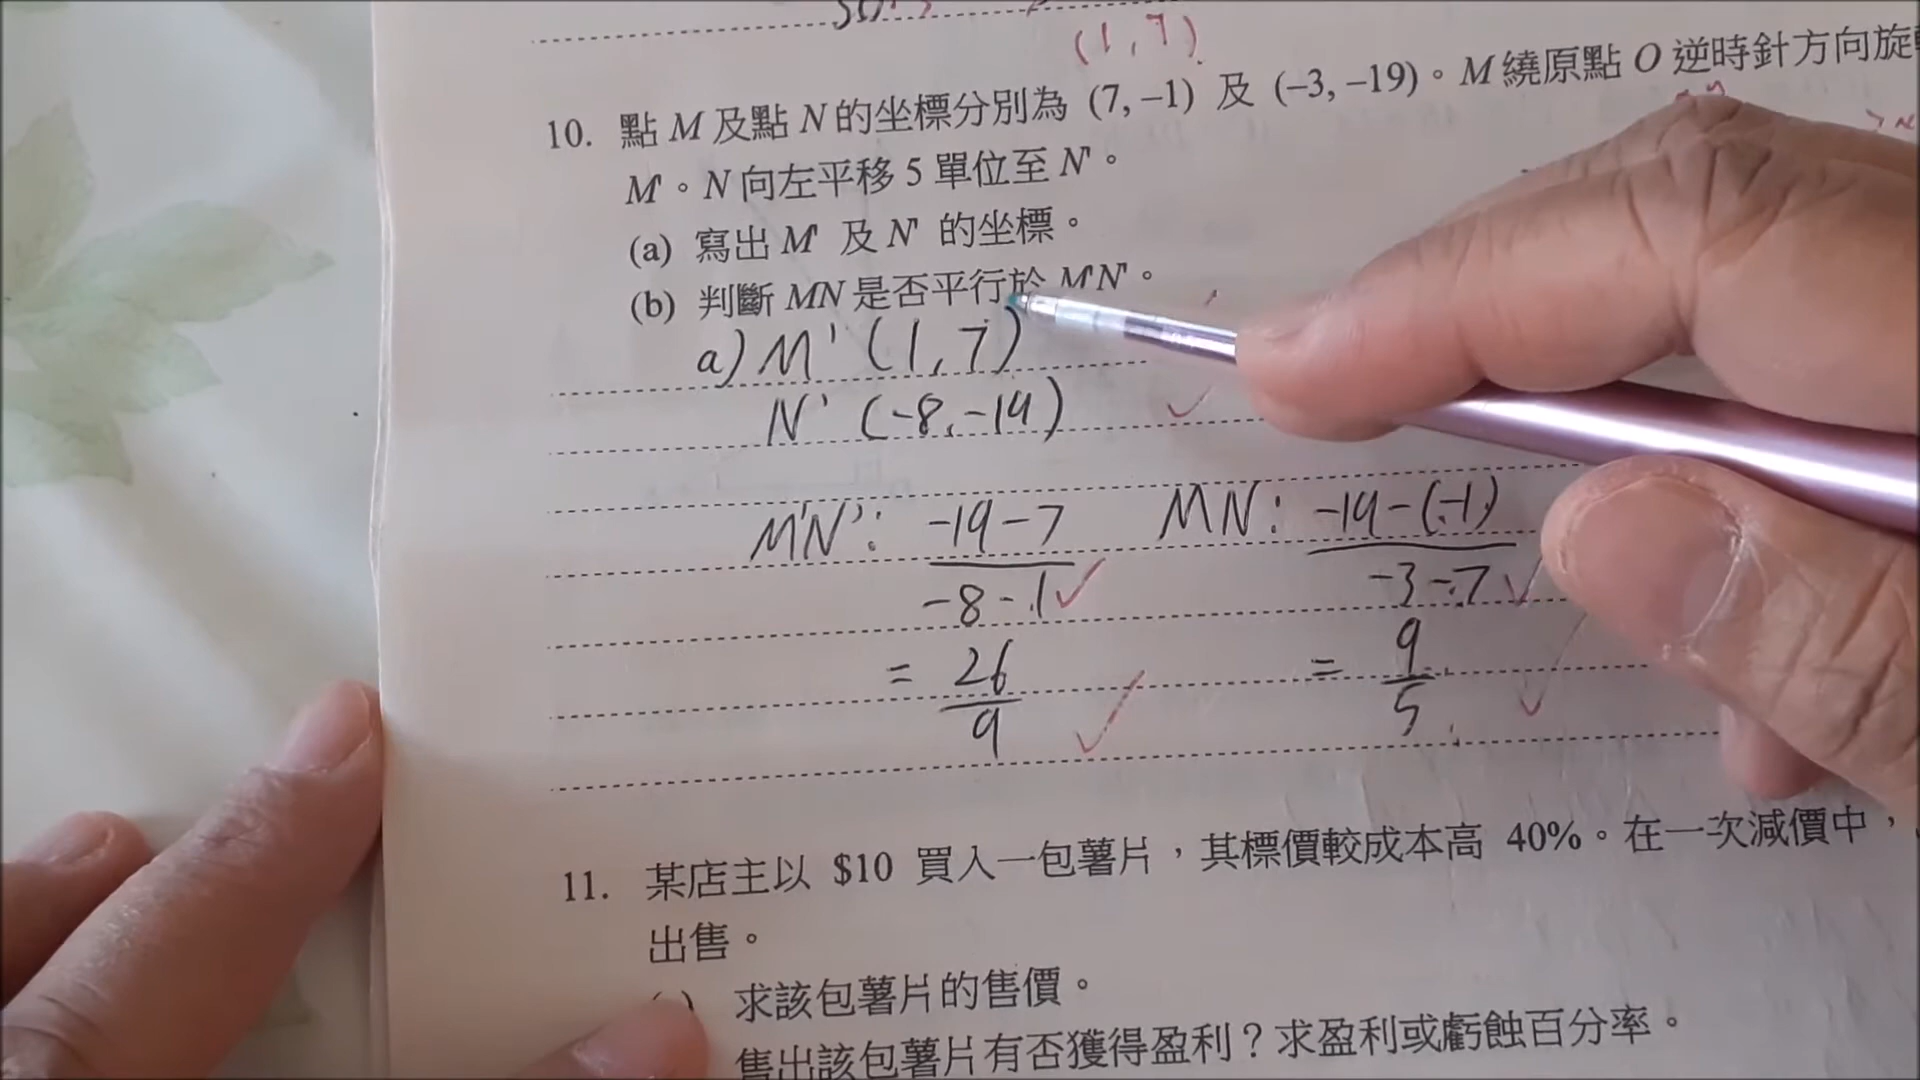 (1,7)
10. 點 M 及點 N 的坐標分別為 (7, –1) 及 (–3, –19)。M 繞原點 O 逆時針方向旋
M'。N 向左平移 5 單位至 N'。
(a) 寫出 M' 及 N' 的坐標。
(b) 判斷 MN 是否平行於 M'N'。
a) M' (1,7)
N' (-8,-19)
M'N': -19-7 MN: -19-(-1)
-8-1 -3-7
= 26 = 9
9 5
11. 某店主以 $10 買入一包薯片，其標價較成本高 40%。在一次減價中，
出售。
求該包薯片的售價。
售出該包薯片有否獲得盈利？求盈利或虧蝕百分率。